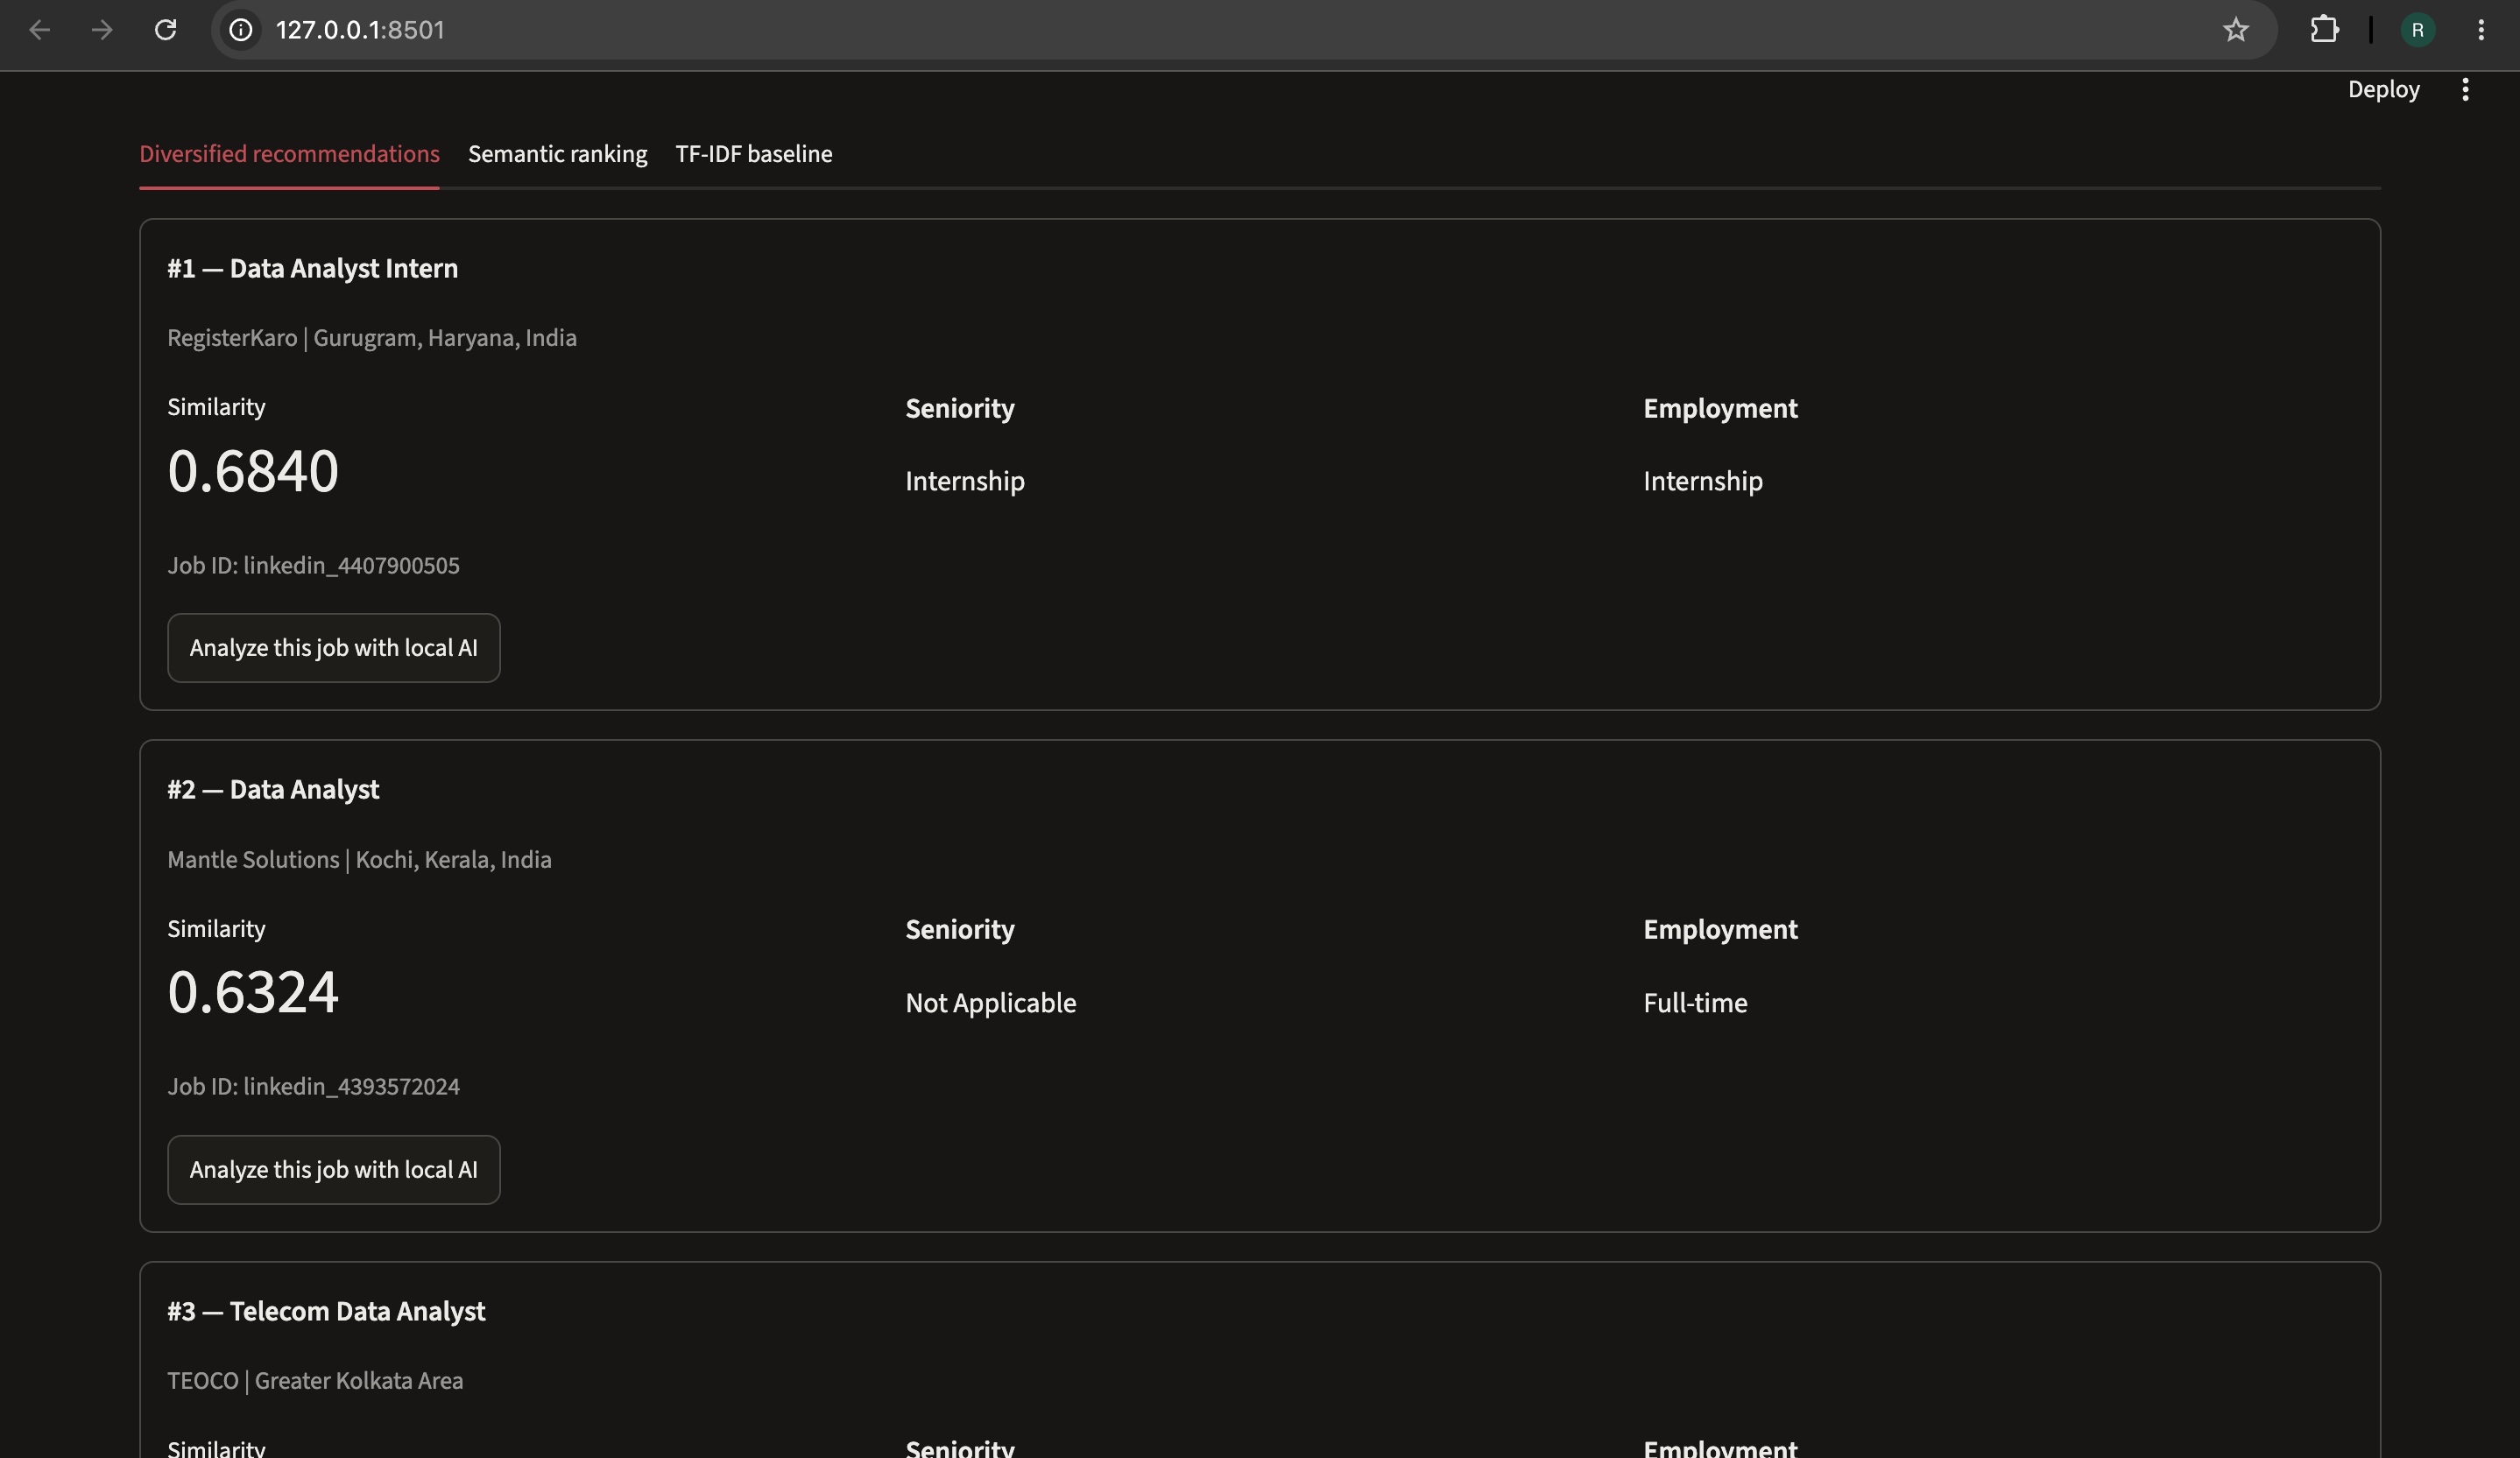 127.0.0.1:8501
R
Deploy
Diversified recommendations Semantic ranking TF-IDF baseline
#1 — Data Analyst Intern
RegisterKaro | Gurugram, Haryana, India
Similarity Seniority Employment
0.6840 Internship Internship
Job ID: linkedin_4407900505
Analyze this job with local AI
#2 — Data Analyst
Mantle Solutions | Kochi, Kerala, India
Similarity Seniority Employment
0.6324 Not Applicable Full-time
Job ID: linkedin_4393572024
Analyze this job with local AI
#3 — Telecom Data Analyst
TEOCO | Greater Kolkata Area
Similarity Seniority Employment